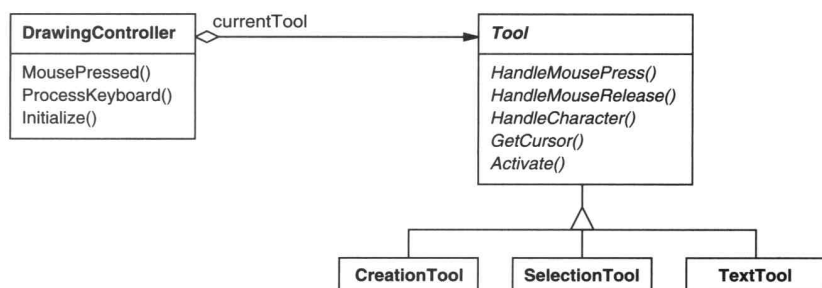 DrawingController
MousePressed()
ProcessKeyboard()
Initialize()
currentTool
Tool
HandleMousePress()
HandleMouseRelease()
HandleCharacter()
GetCursor()
Activate()
CreationTool
SelectionTool
TextTool